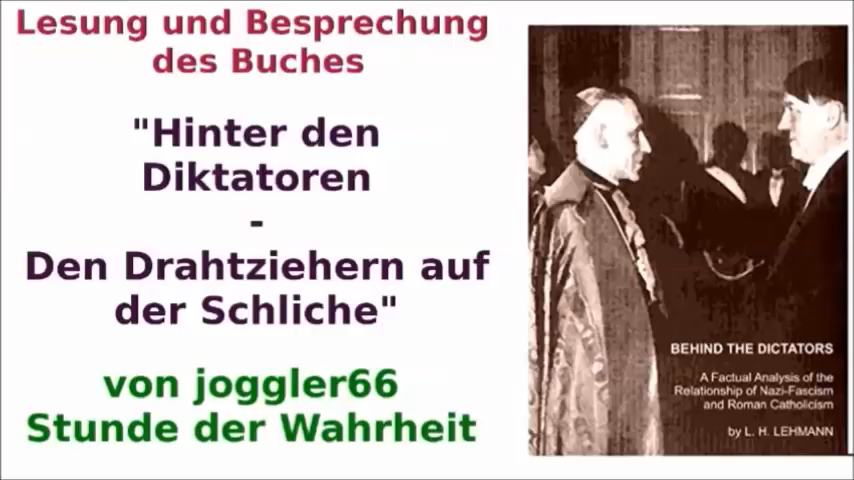 Lesung und Besprechung
des Buches
"Hinter den
Diktatoren
-
Den Drahtziehern auf
der Schliche"
von joggler66
Stunde der Wahrheit
BEHIND THE DICTATORS
A Factual Analysis of the
Relationship of Nazi-Fascism
and Roman Catholicism
by L. H. LEHMANN